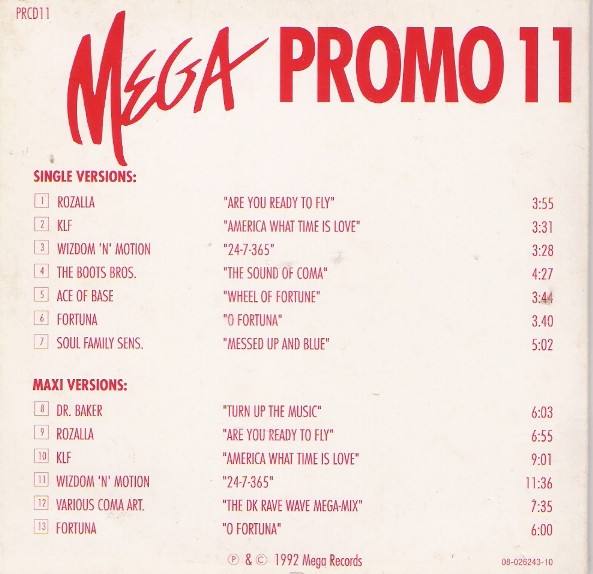 PRCD11
MEGA PROMO 11
SINGLE VERSIONS:
1 ROZALLA "ARE YOU READY TO FLY" 3:55
2 KLF "AMERICA WHAT TIME IS LOVE" 3:31
3 WIZDOM 'N' MOTION "24-7-365" 3:28
4 THE BOOTS BROS. "THE SOUND OF COMA" 4:27
5 ACE OF BASE "WHEEL OF FORTUNE" 3:44
6 FORTUNA "O FORTUNA" 3.40
7 SOUL FAMILY SENS. "MESSED UP AND BLUE" 5:02
MAXI VERSIONS:
8 DR. BAKER "TURN UP THE MUSIC" 6:03
9 ROZALLA "ARE YOU READY TO FLY" 6:55
10 KLF "AMERICA WHAT TIME IS LOVE" 9:01
11 WIZDOM 'N' MOTION "24-7-365" 11:36
12 VARIOUS COMA ART. "THE DK RAVE WAVE MEGA-MIX" 7:35
13 FORTUNA "O FORTUNA" 6:00
Ⓟ & © 1992 Mega Records 08-026243-10